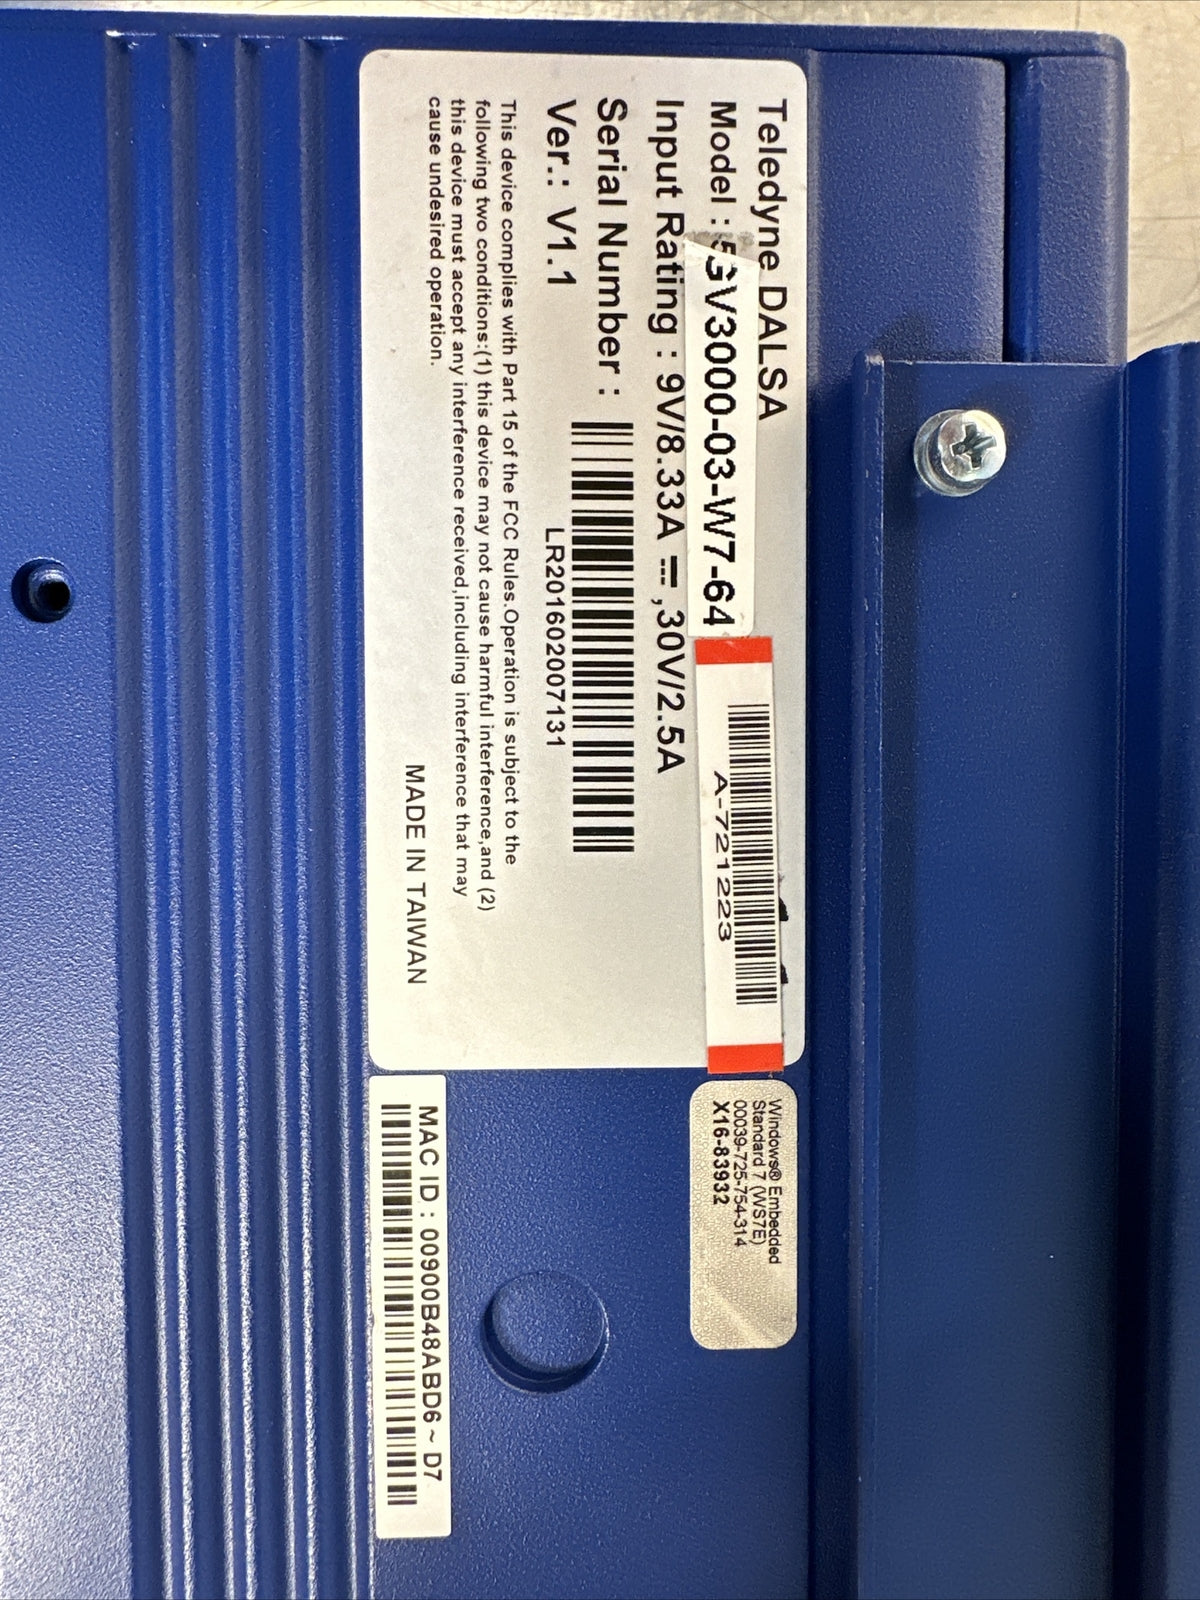 Teledyne DALSA
Model : GV3000-03-W7-64
Input Rating : 9V/8.33A ⎓ ,30V/2.5A
Serial Number :
LR201602007131
Ver.: V1.1
This device complies with Part 15 of the FCC Rules.Operation is subject to the
following two conditions:(1) this device may not cause harmful interference,and (2)
this device must accept any interference received,including interference that may
cause undesired operation.
MADE IN TAIWAN
A-721223
Windows® Embedded
Standard 7 (WS7E)
00039-725-754-314
X16-83932
MAC ID : 00900B48ABD6 ~ D7